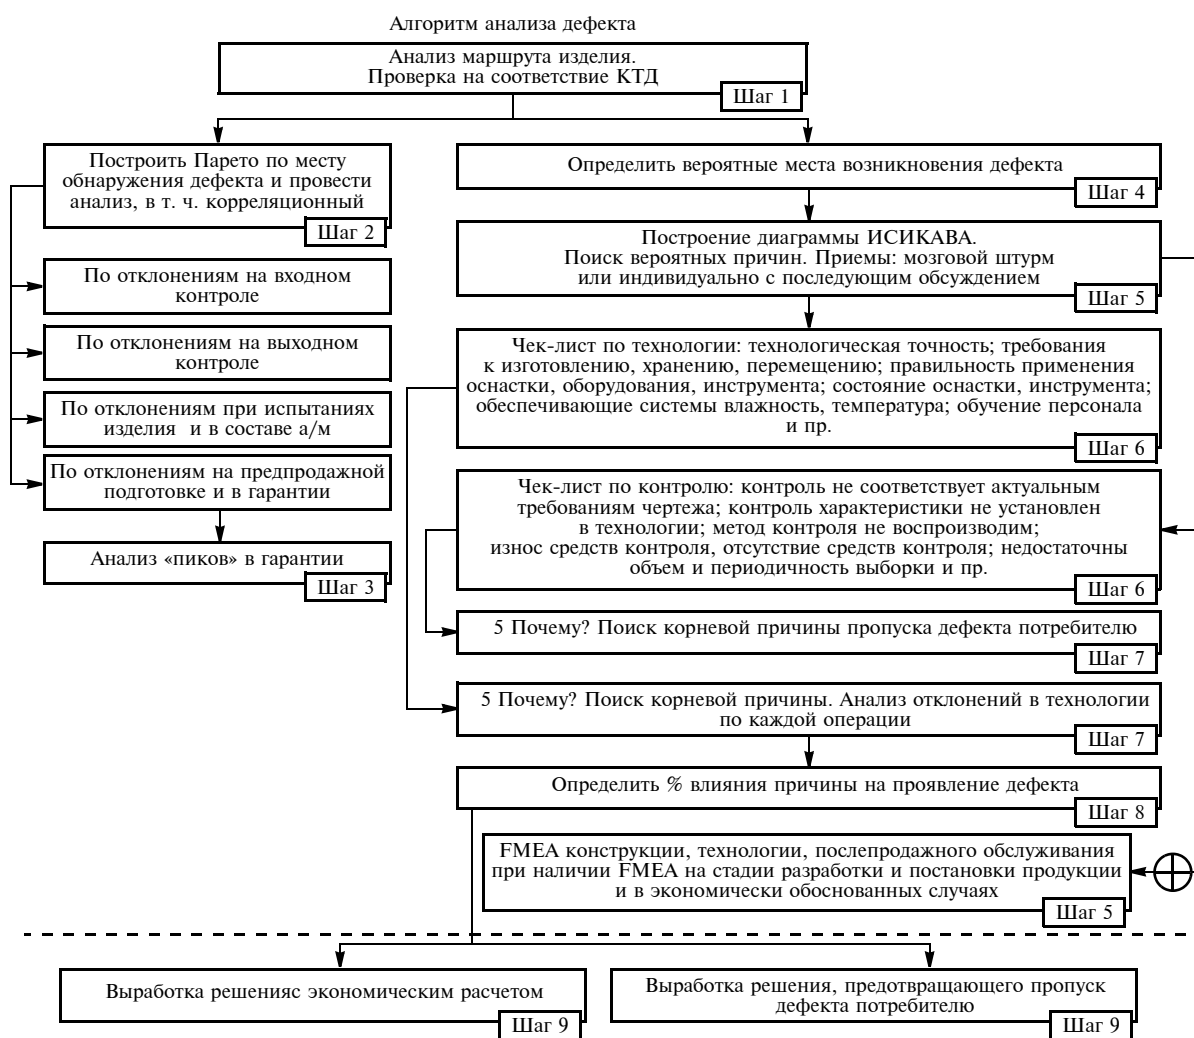 Алгоритм анализа дефекта
Анализ маршрута изделия.
Проверка на соответствие КТД
Шаг 1
Построить Парето по месту
обнаружения дефекта и провести
анализ, в т. ч. корреляционный
Шаг 2
По отклонениям на входном
контроле
По отклонениям на выходном
контроле
По отклонениям при испытаниях
изделия и в составе а/м
По отклонениям на предпродажной
подготовке и в гарантии
Анализ «пиков» в гарантии
Шаг 3
Определить вероятные места возникновения дефекта
Шаг 4
Построение диаграммы ИСИКАВА.
Поиск вероятных причин. Приемы: мозговой штурм
или индивидуально с последующим обсуждением
Шаг 5
Чек-лист по технологии: технологическая точность; требования
к изготовлению, хранению, перемещению; правильность применения
оснастки, оборудования, инструмента; состояние оснастки, инструмента;
обеспечивающие системы влажность, температура; обучение персонала
и пр.
Шаг 6
Чек-лист по контролю: контроль не соответствует актуальным
требованиям чертежа; контроль характеристики не установлен
в технологии; метод контроля не воспроизводим;
износ средств контроля, отсутствие средств контроля; недостаточны
объем и периодичность выборки и пр.
Шаг 6
5 Почему? Поиск корневой причины пропуска дефекта потребителю
Шаг 7
5 Почему? Поиск корневой причины. Анализ отклонений в технологии
по каждой операции
Шаг 7
Определить % влияния причины на проявление дефекта
Шаг 8
FMEA конструкции, технологии, послепродажного обслуживания
при наличии FMEA на стадии разработки и постановки продукции
и в экономически обоснованных случаях
Шаг 5
Выработка решенияс экономическим расчетом
Шаг 9
Выработка решения, предотвращающего пропуск
дефекта потребителю
Шаг 9